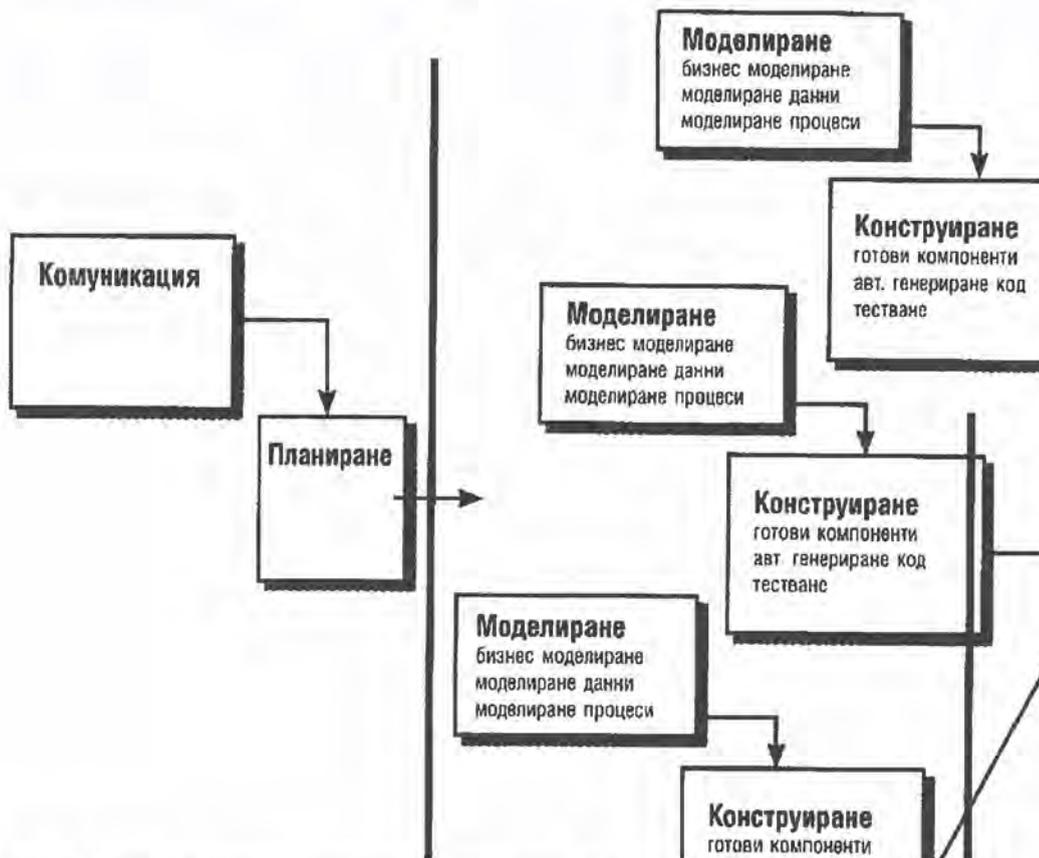 Моделиране
бизнес моделиране
моделиране данни
моделиране процеси
Конструиране
готови компоненти
авт. генериране код
тестване
Комуникация
Планиране
Моделиране
бизнес моделиране
моделиране данни
моделиране процеси
Конструиране
готови компоненти
авт генериране код
тестване
Моделиране
бизнес моделиране
моделиране данни
моделиране процеси
Конструиране
готови компоненти